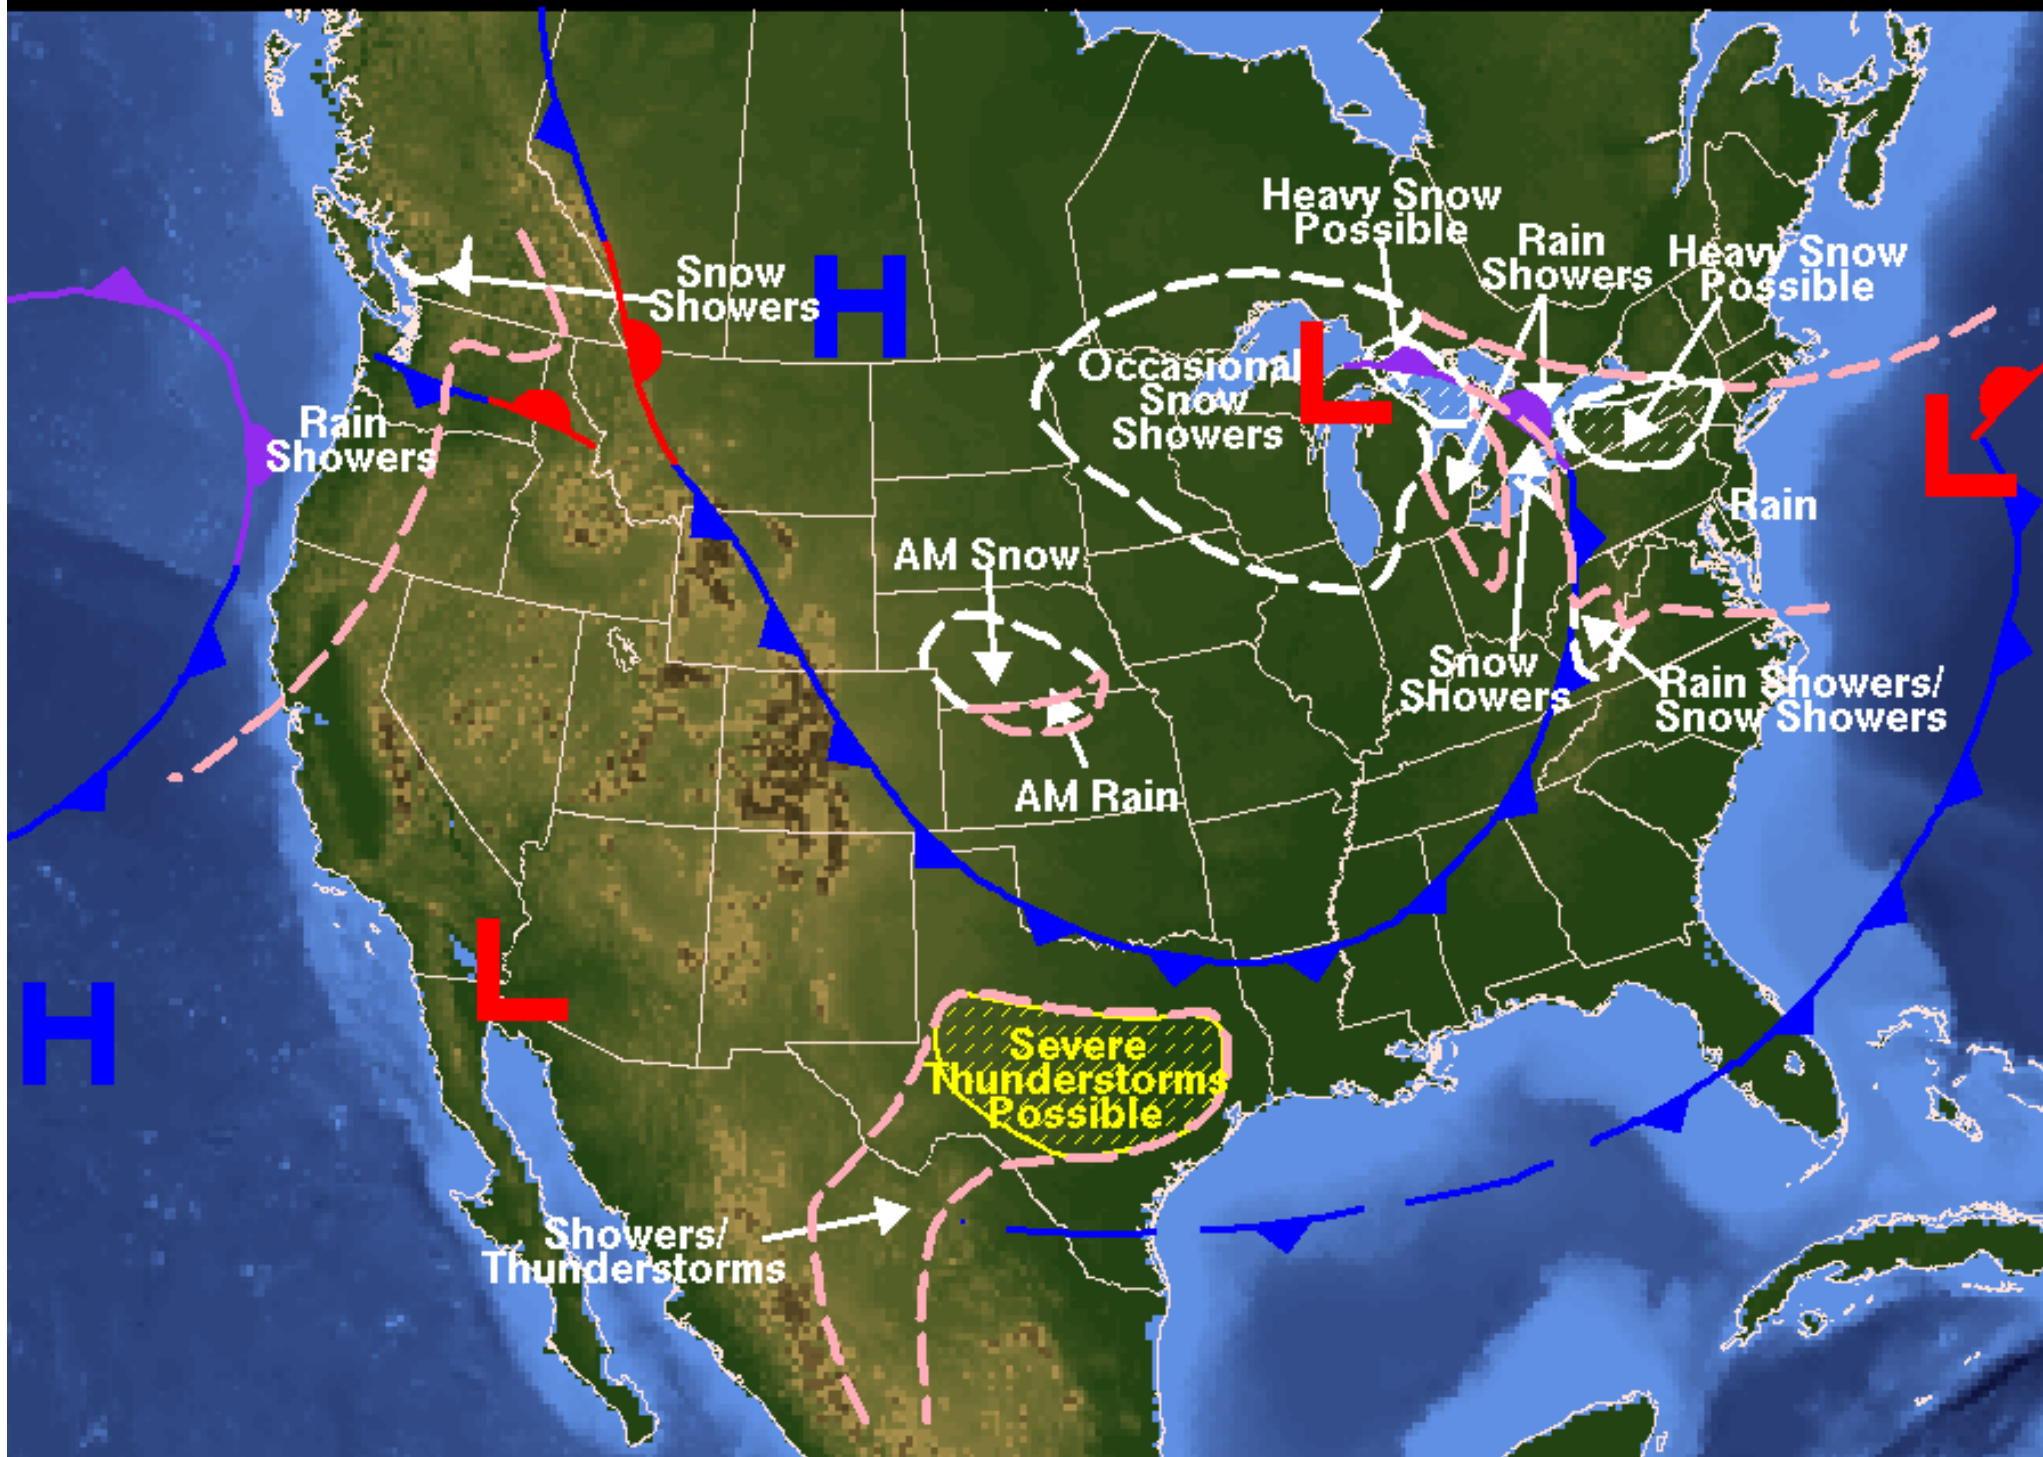 Heavy Snow
Possible
Rain
Showers
Heavy Snow
Possible
Snow
Showers
H
L
Occasional
Snow
Showers
Rain
Showers
L
Rain
AM Snow
Snow
Showers
Rain Showers/
Snow Showers
AM Rain
L
H
Severe
Thunderstorms
Possible
Showers/
Thunderstorms